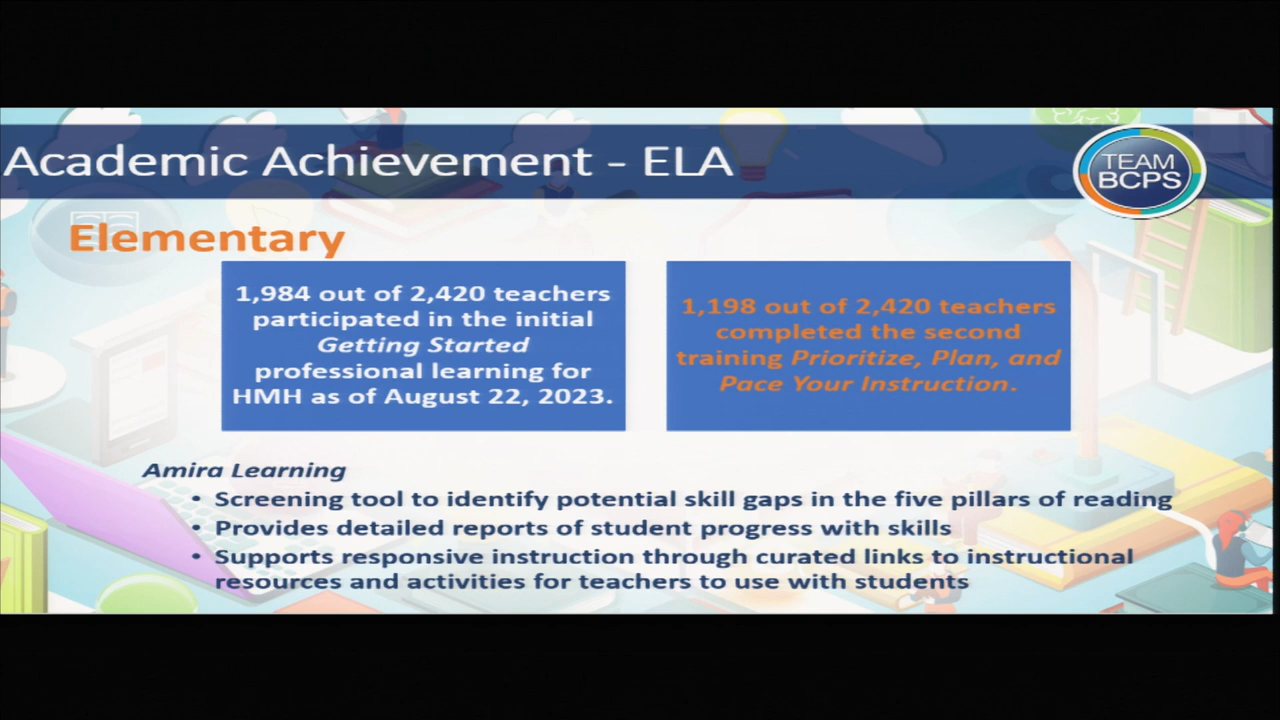 Academic Achievement - ELA
TEAM
BCPS
Elementary
1,984 out of 2,420 teachers
participated in the initial
Getting Started
professional learning for
HMH as of August 22, 2023.
1,198 out of 2,420 teachers
completed the second
training Prioritize, Plan, and
Pace Your Instruction.
Amira Learning
• Screening tool to identify potential skill gaps in the five pillars of reading
• Provides detailed reports of student progress with skills
• Supports responsive instruction through curated links to instructional
resources and activities for teachers to use with students